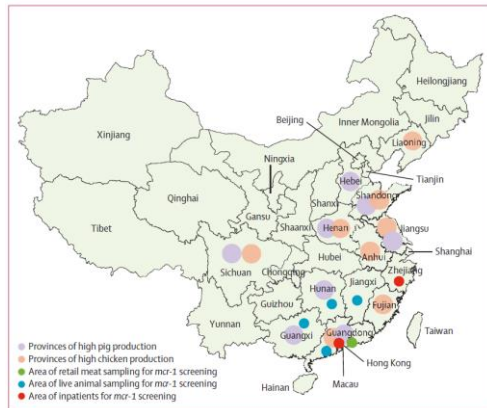 Heilongjiang
Jilin
Inner Mongolia
Beijing
Liaoning
Xinjiang
Ningxia
Tianjin
Hebei
Shandong
Shanxi
Qinghai
Gansu
Shaanxi
Henan
Jiangsu
Tibet
Shanghai
Hubei
Anhui
Sichuan
Chongqing
Zhejiang
Hunan
Jiangxi
Guizhou
Fujian
Yunnan
Guangxi
Guangdong
Taiwan
Hong Kong
Macau
Hainan
Provinces of high pig production
Provinces of high chicken production
Area of retail meat sampling for mcr-1 screening
Area of live animal sampling for mcr-1 screening
Area of inpatients for mcr-1 screening